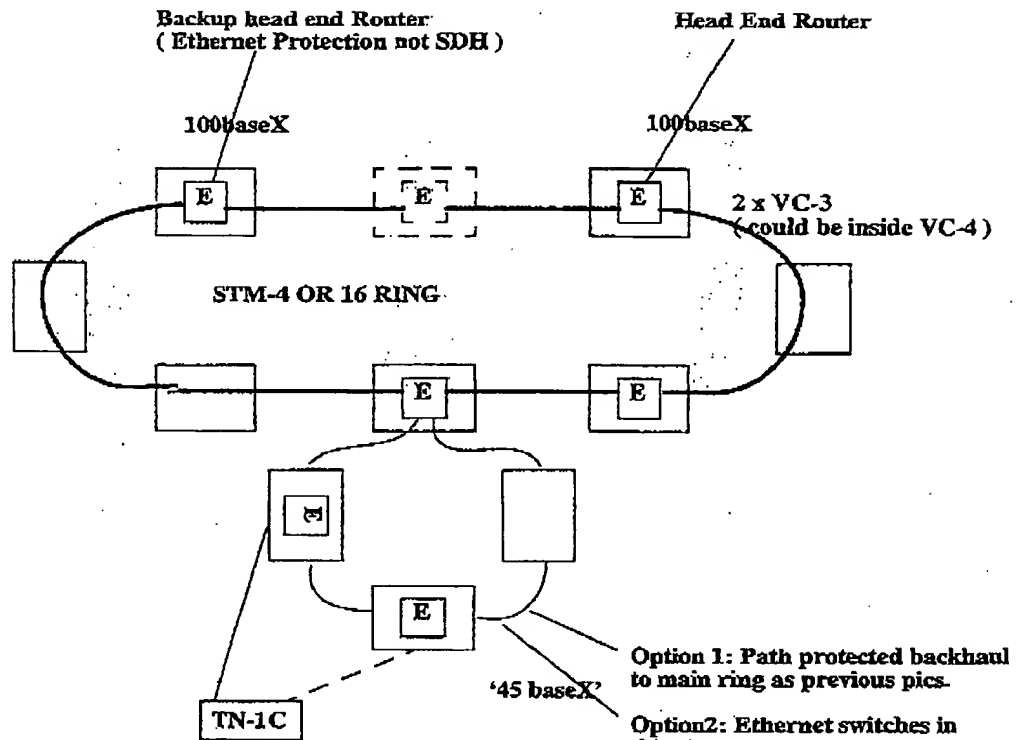 Backup head end Router
( Ethernet Protection not SDH )
Head End Router
100baseX
100baseX
E
E
E
2 x VC-3
( could be inside VC-4 )
STM-4 OR 16 RING
E
E
E
E
Option 1: Path protected backhaul
to main ring as previous pics.
'45 baseX'
TN-1C
Option2: Ethernet switches in